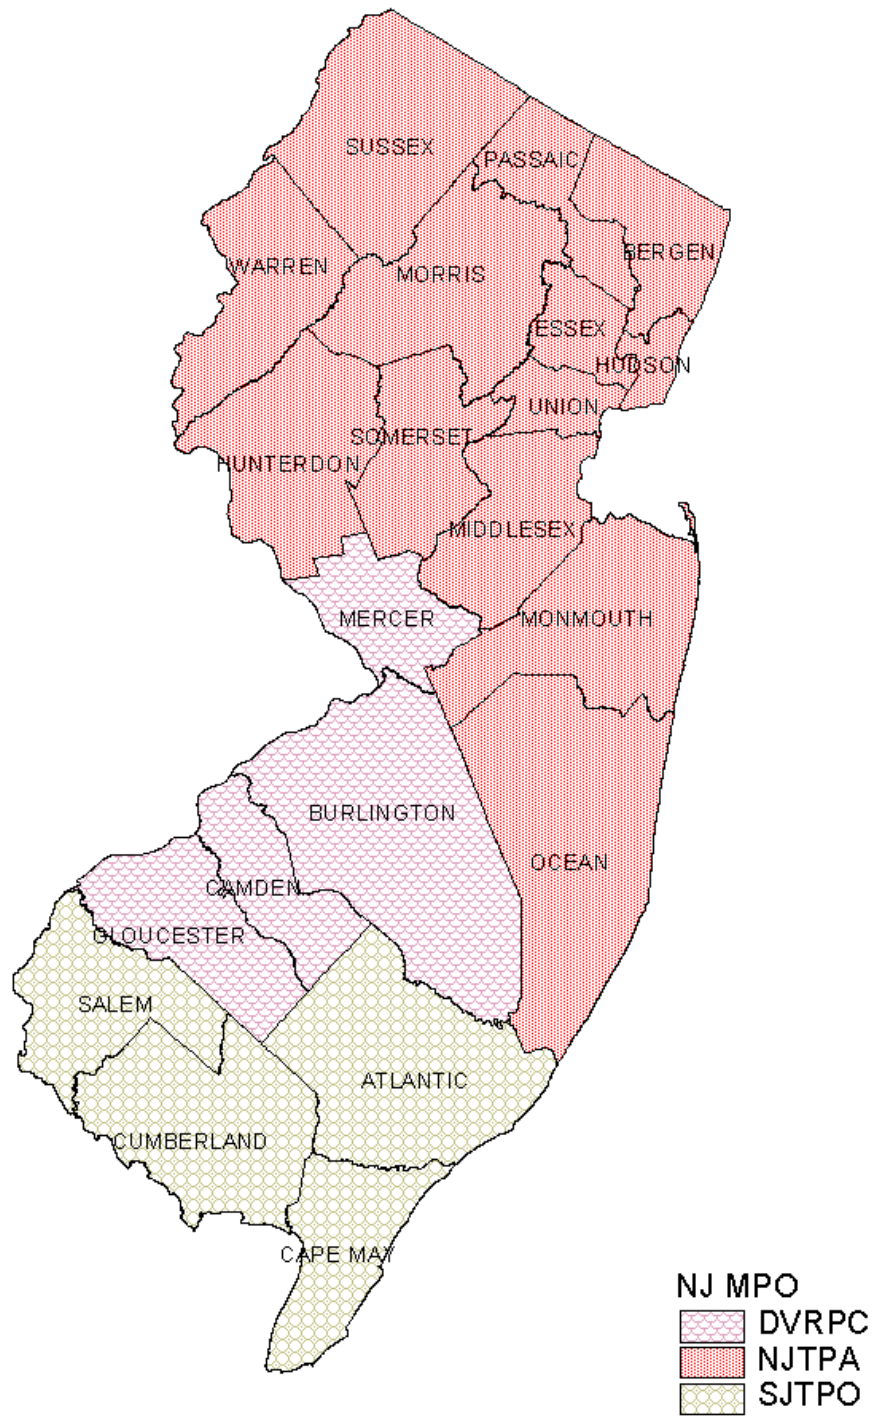 SUSSEX
PASSAIC
BERGEN
WARREN
MORRIS
ESSEX
HUDSON
UNION
SOMERSET
HUNTERDON
MIDDLESEX
MERCER
MONMOUTH
BURLINGTON
OCEAN
CAMDEN
GLOUCESTER
SALEM
ATLANTIC
CUMBERLAND
CAPE MAY
NJ MPO
DVRPC
NJTPA
SJTPO